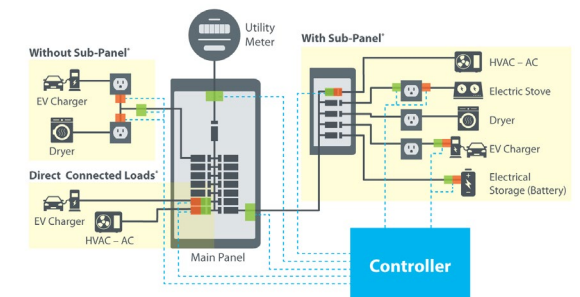 Utility
Meter
Without Sub-Panel*
EV Charger
Dryer
Direct Connected Loads*
EV Charger
HVAC – AC
Main Panel
With Sub-Panel*
HVAC – AC
Electric Stove
Dryer
EV Charger
Electrical
Storage (Battery)
Controller